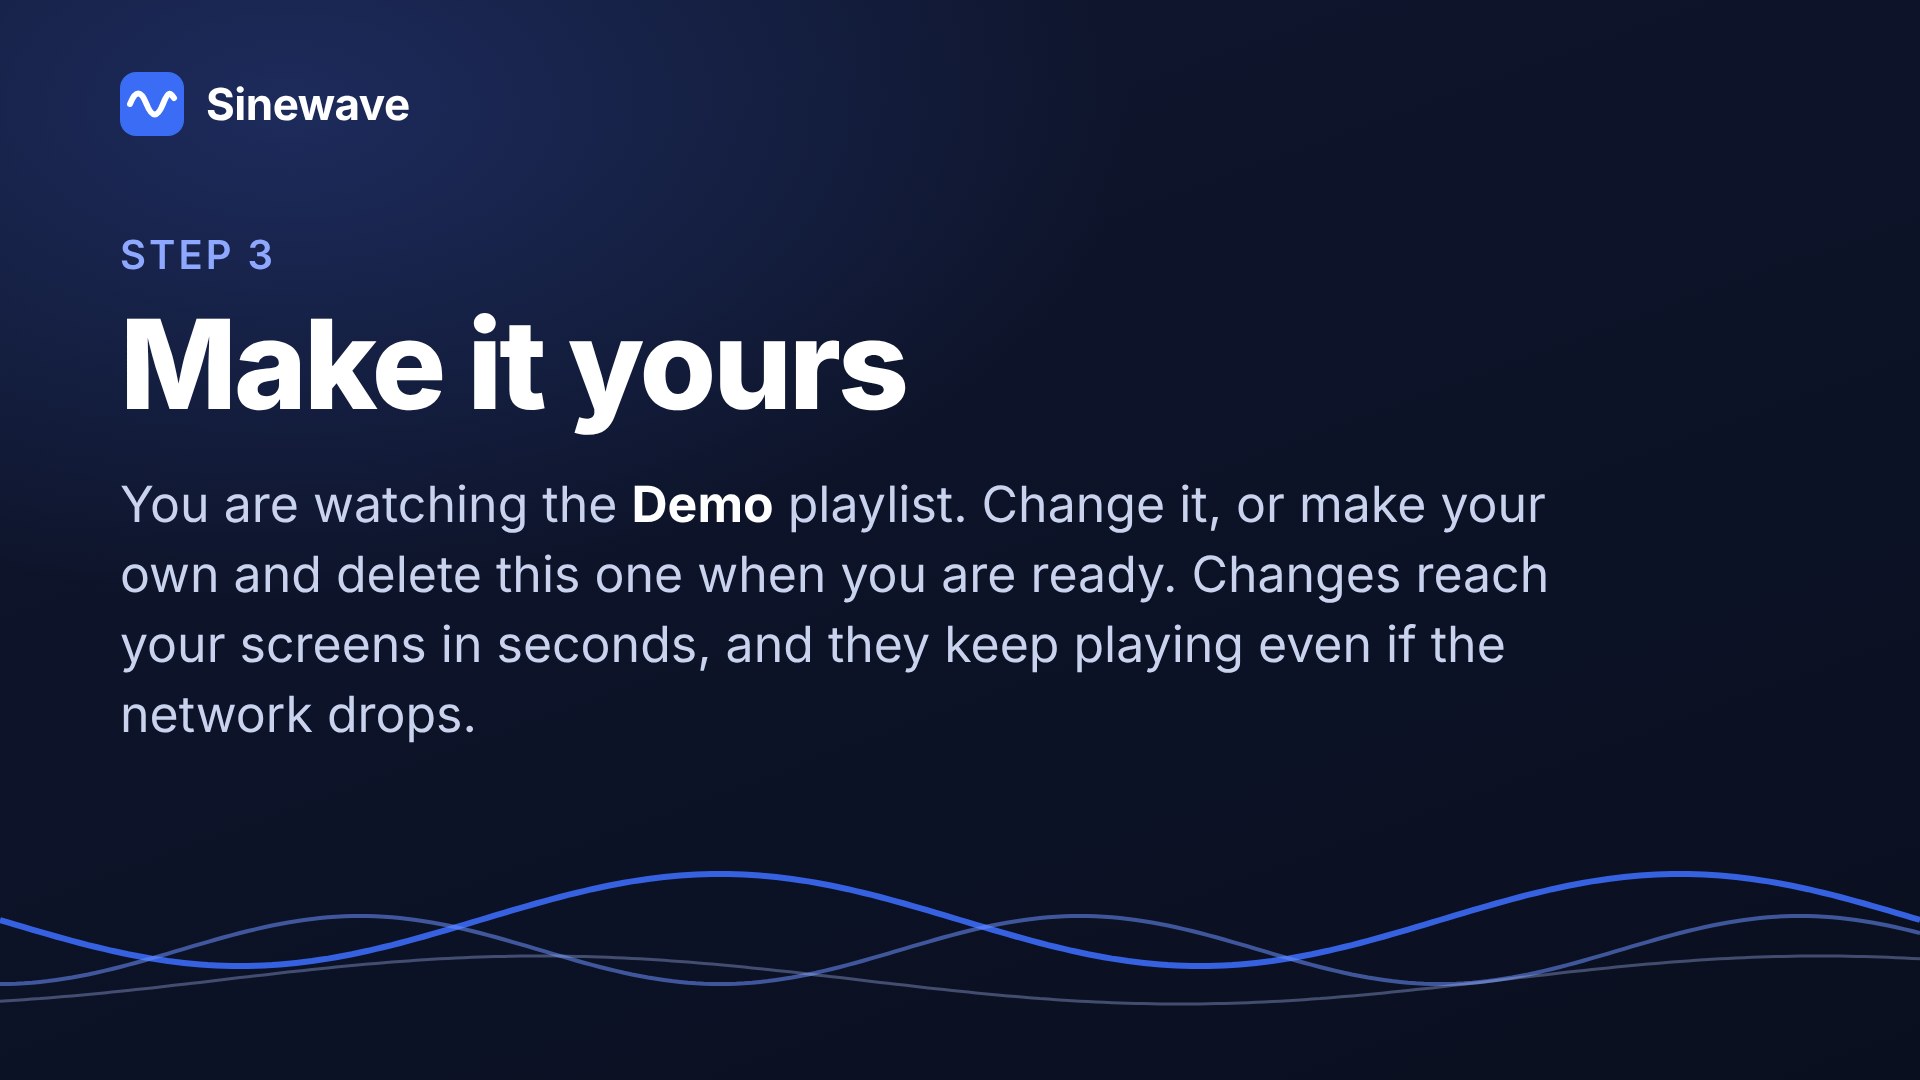 Sinewave
STEP 3
Make it yours
You are watching the Demo playlist. Change it, or make your
own and delete this one when you are ready. Changes reach
your screens in seconds, and they keep playing even if the
network drops.